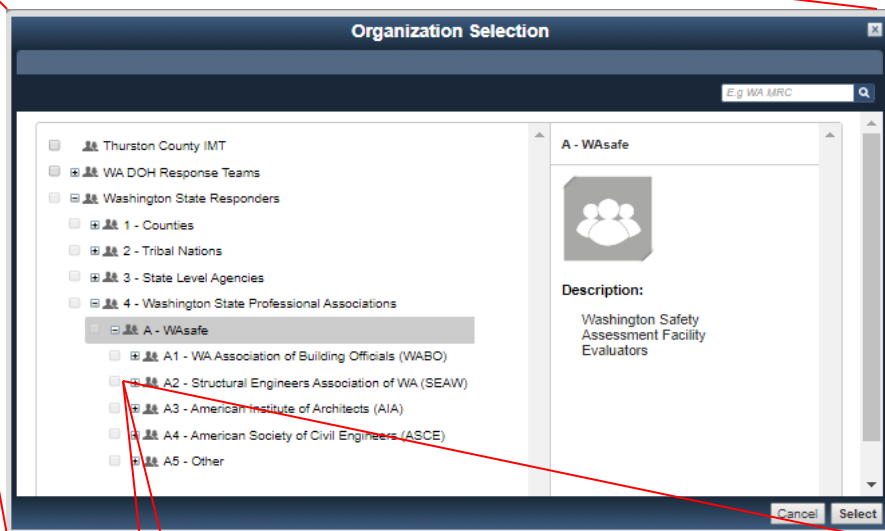 Organization Selection
x
E.g WA MRC
Thurston County IMT
WA DOH Response Teams
Washington State Responders
1 - Counties
2 - Tribal Nations
3 - State Level Agencies
4 - Washington State Professional Associations
A - WAsafe
A1 - WA Association of Building Officials (WABO)
A2 - Structural Engineers Association of WA (SEAW)
A3 - American Institute of Architects (AIA)
A4 - American Society of Civil Engineers (ASCE)
A5 - Other
A - WAsafe
Description:
Washington Safety
Assessment Facility
Evaluators
Cancel
Select